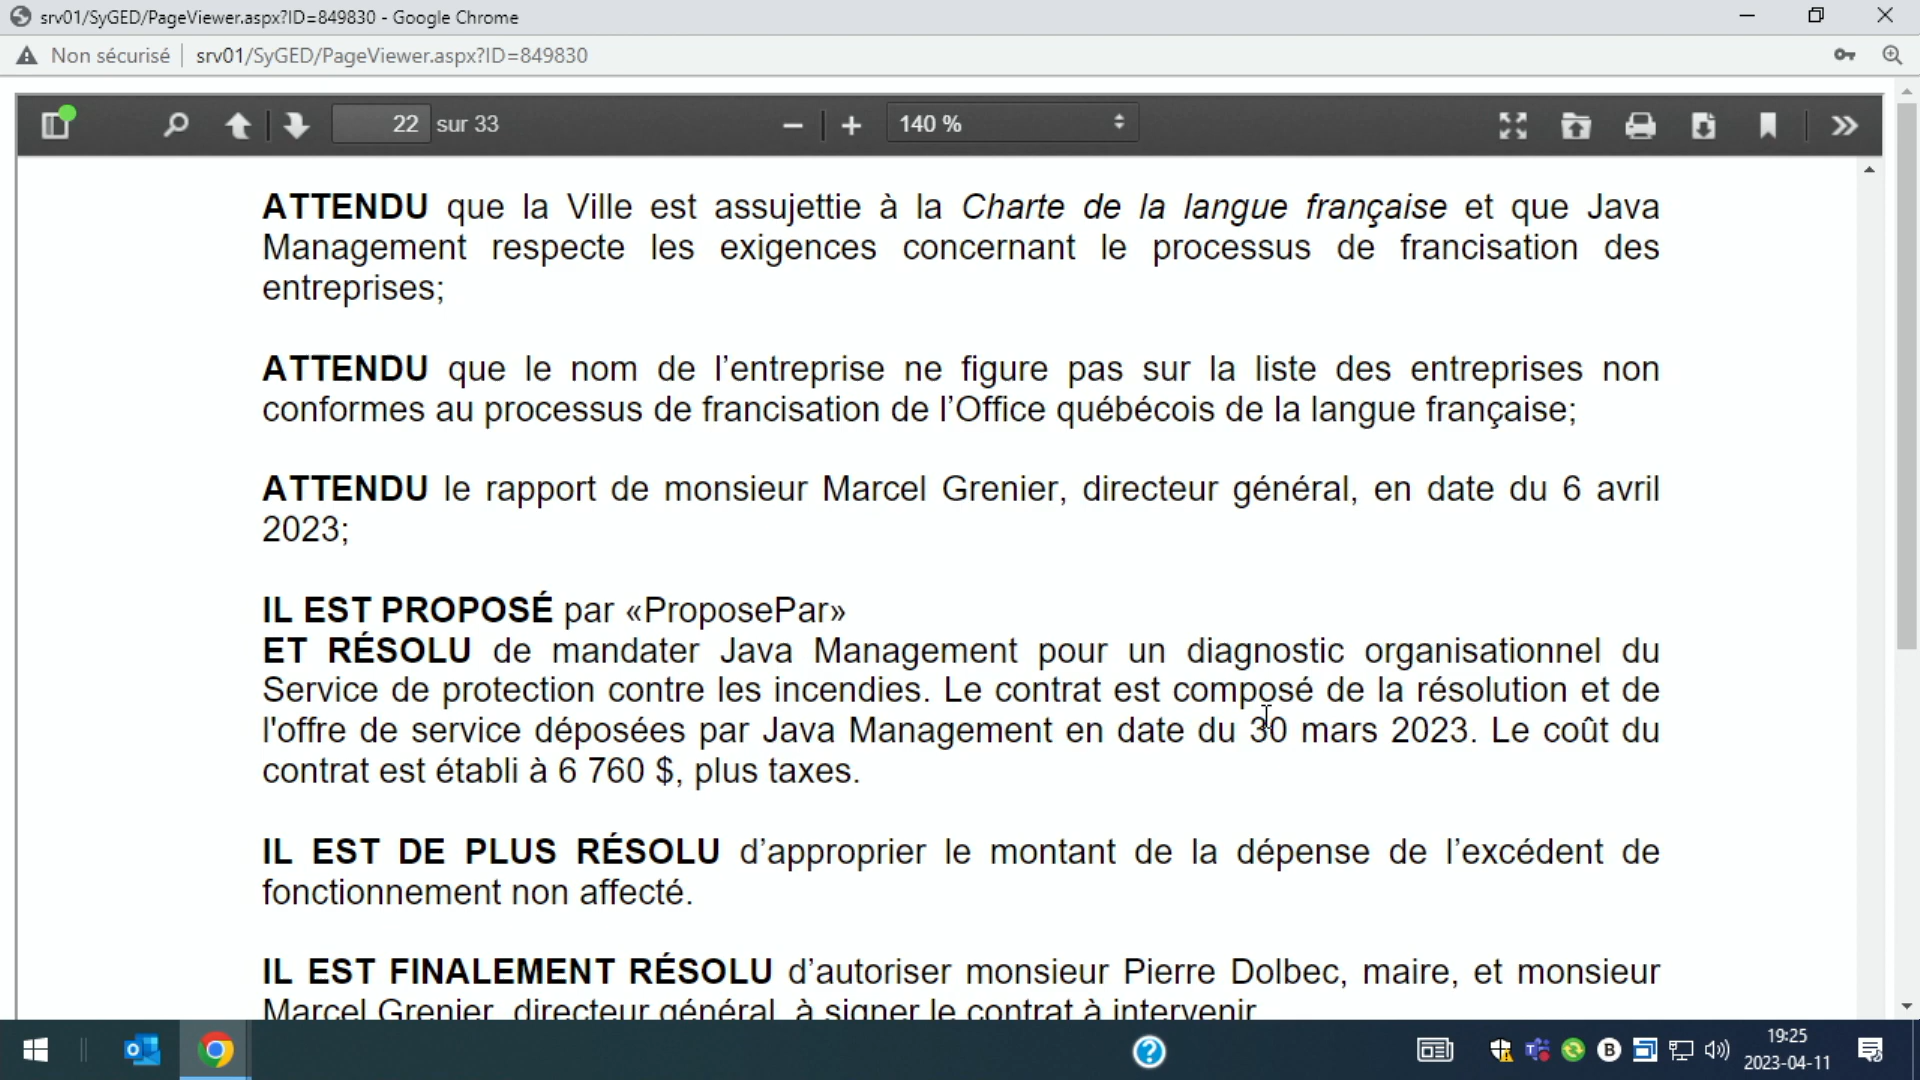 srv01/SyGED/PageViewer.aspx?ID=849830 - Google Chrome
Non sécurisé | srv01/SyGED/PageViewer.aspx?ID=849830
22 sur 33
140 %
ATTENDU que la Ville est assujettie à la Charte de la langue française et que Java
Management respecte les exigences concernant le processus de francisation des
entreprises;
ATTENDU que le nom de l’entreprise ne figure pas sur la liste des entreprises non
conformes au processus de francisation de l’Office québécois de la langue française;
ATTENDU le rapport de monsieur Marcel Grenier, directeur général, en date du 6 avril
2023;
IL EST PROPOSÉ par «ProposePar»
ET RÉSOLU de mandater Java Management pour un diagnostic organisationnel du
Service de protection contre les incendies. Le contrat est composé de la résolution et de
l'offre de service déposées par Java Management en date du 30 mars 2023. Le coût du
contrat est établi à 6 760 $, plus taxes.
IL EST DE PLUS RÉSOLU d’approprier le montant de la dépense de l’excédent de
fonctionnement non affecté.
IL EST FINALEMENT RÉSOLU d’autoriser monsieur Pierre Dolbec, maire, et monsieur
Marcel Grenier, directeur général, à signer le contrat à intervenir
19:25
2023-04-11